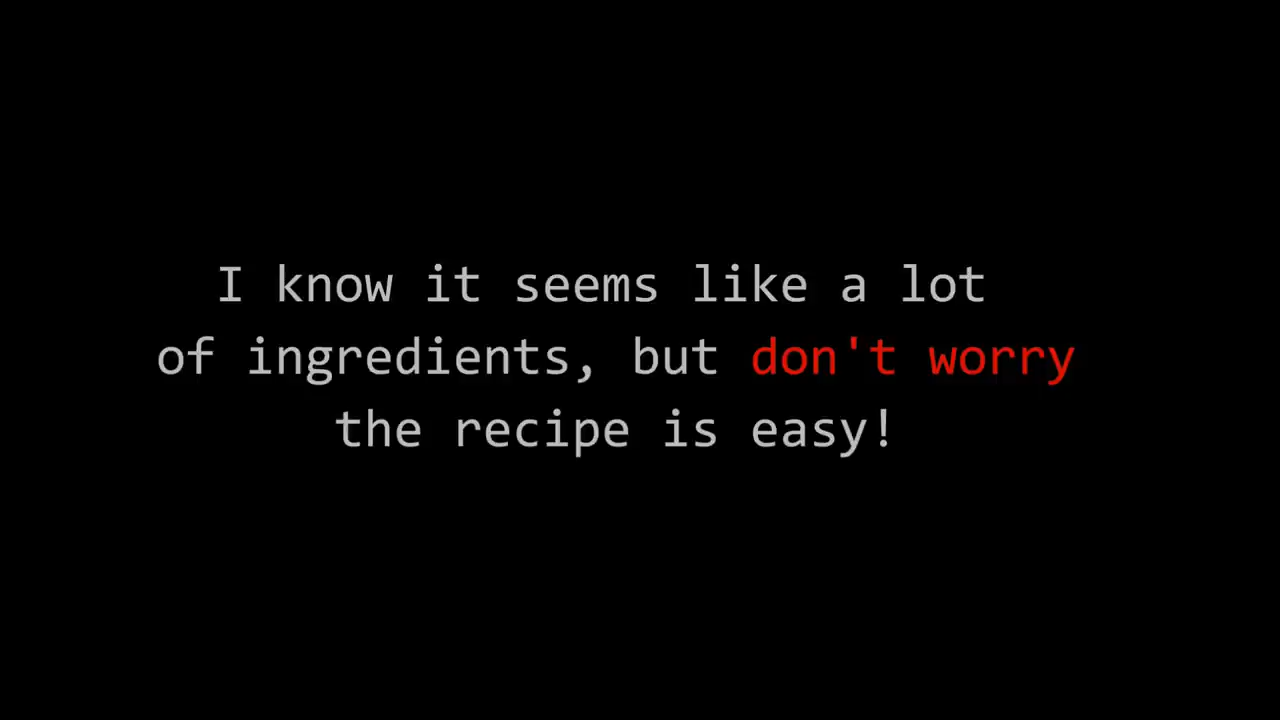 I know it seems like a lot
of ingredients, but don't worry
the recipe is easy!